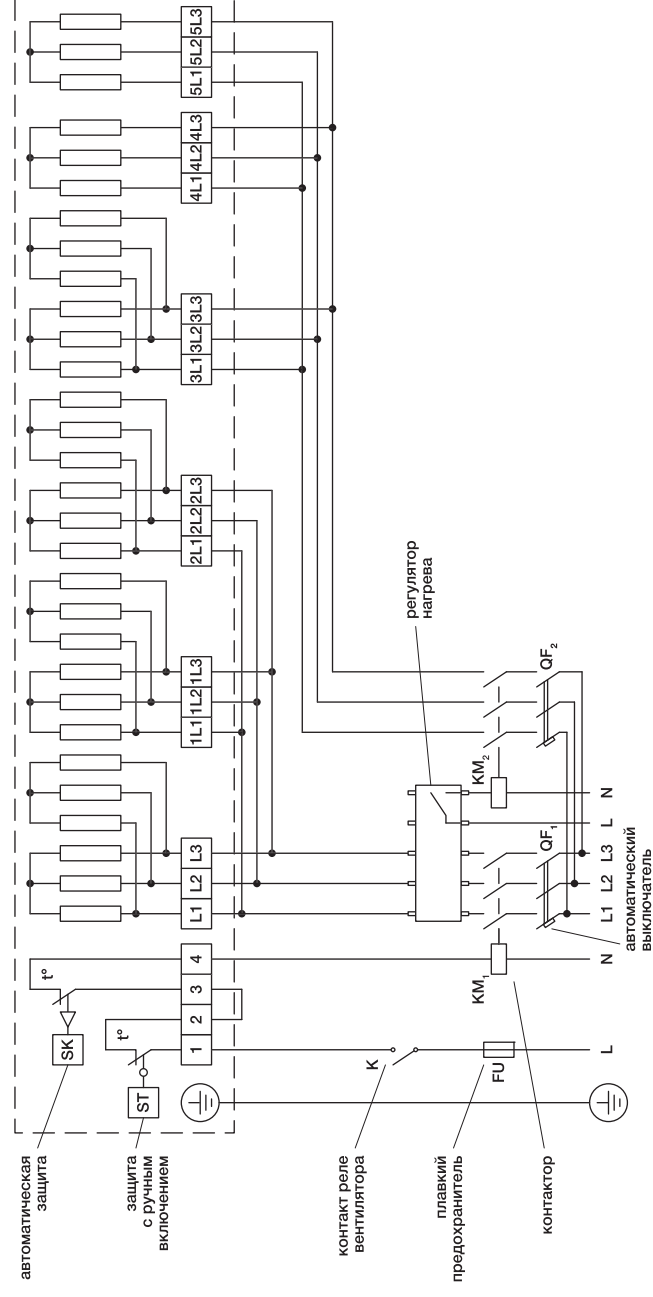 автоматическая
защита
защита
с ручным
включением
контакт реле
вентилятора
плавкий
предохранитель
контактор
SK
ST
t°
t°
1
2
3
4
L1
L2
L3
1L1
1L2
1L3
2L1
2L2
2L3
3L1
3L2
3L3
4L1
4L2
4L3
5L1
5L2
5L3
K
FU
KM₁
KM₂
QF₁
QF₂
регулятор
нагрева
L
N
L1
L2
L3
L
N
автоматический
выключатель